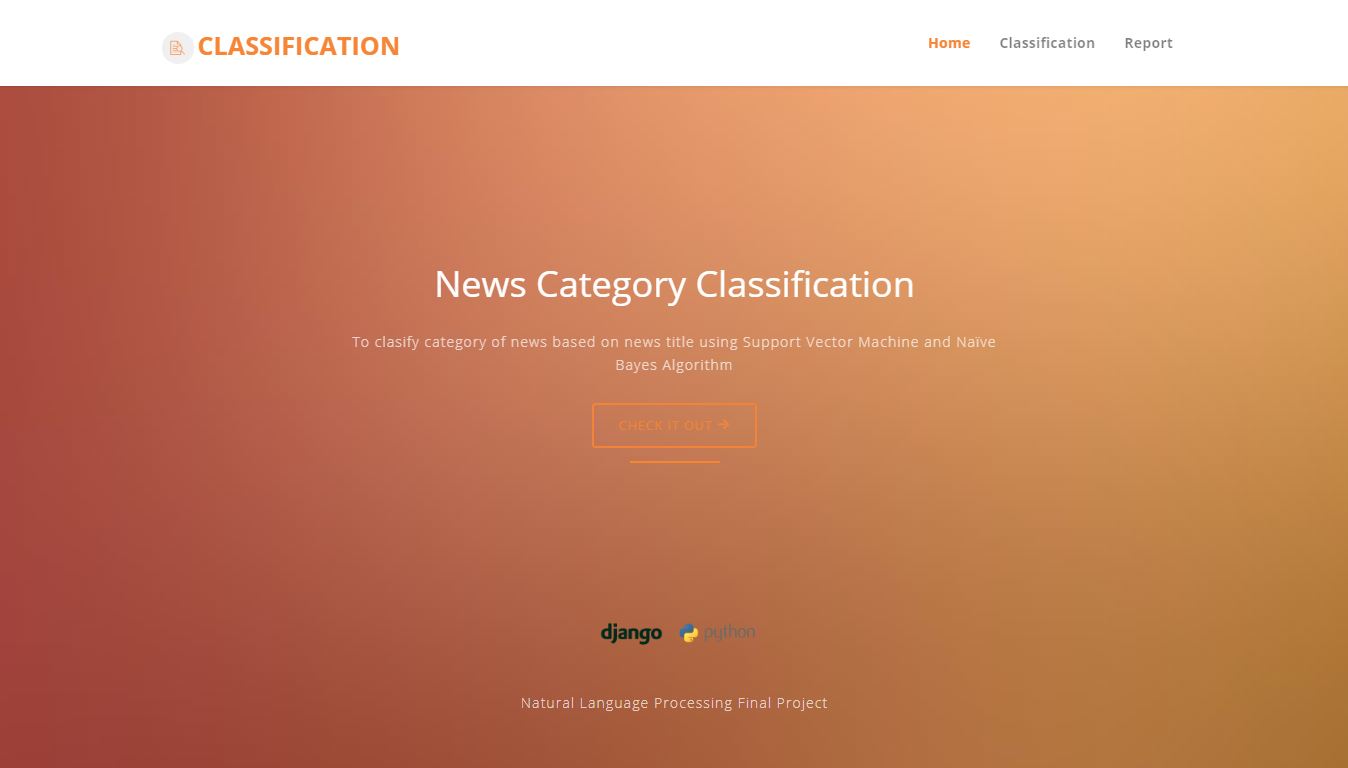 CLASSIFICATION
Home Classification Report
News Category Classification
To clasify category of news based on news title using Support Vector Machine and Naïve
Bayes Algorithm
CHECK IT OUT →
django python
Natural Language Processing Final Project